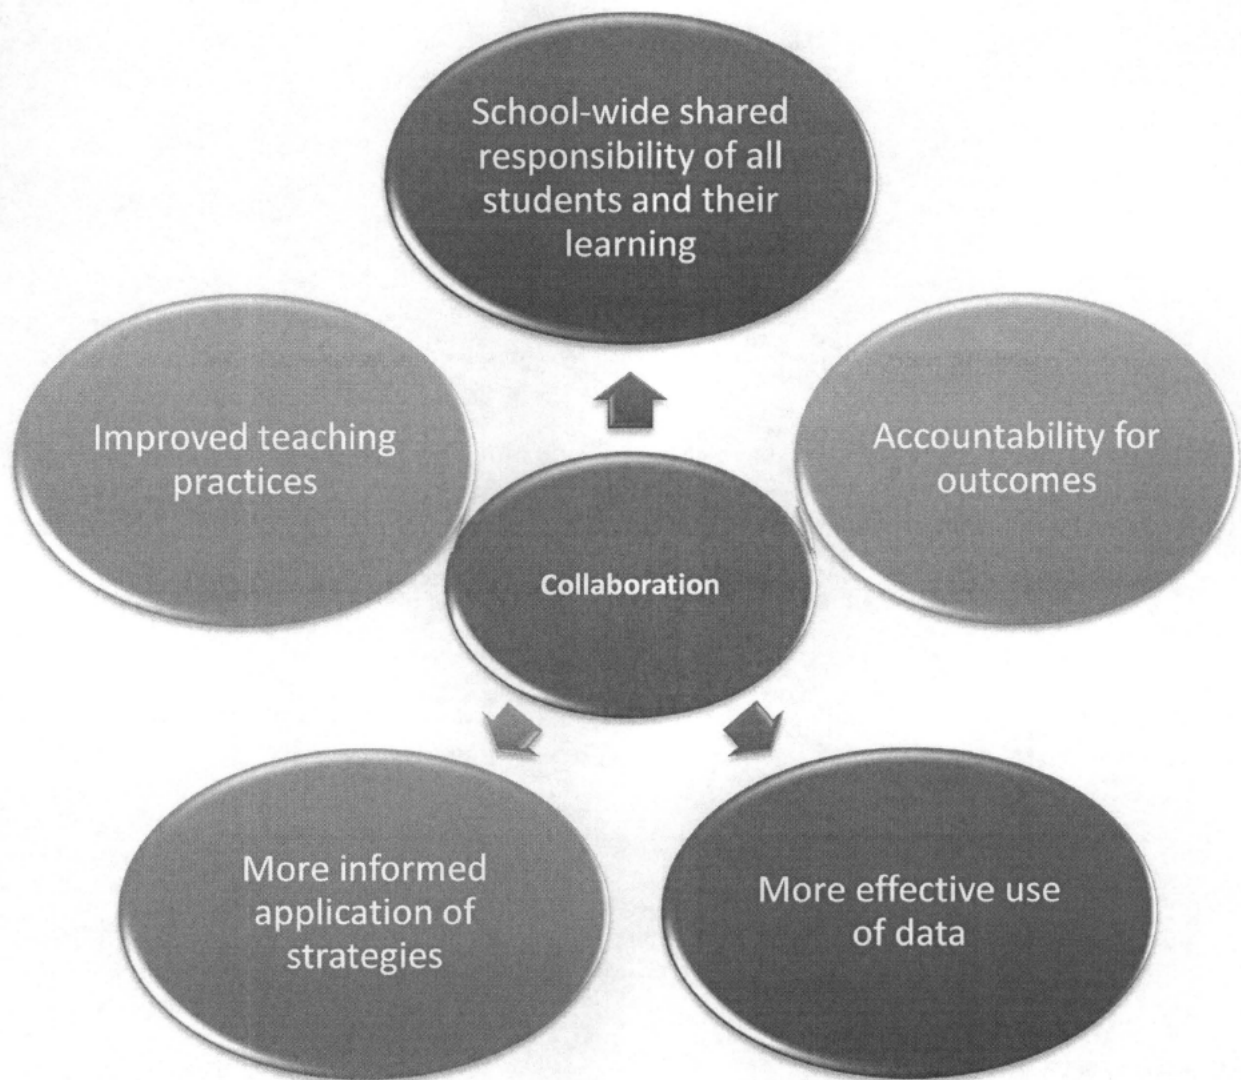 School-wide shared
responsibility of all
students and their
learning
Improved teaching
practices
Accountability for
outcomes
Collaboration
More informed
application of
strategies
More effective use
of data